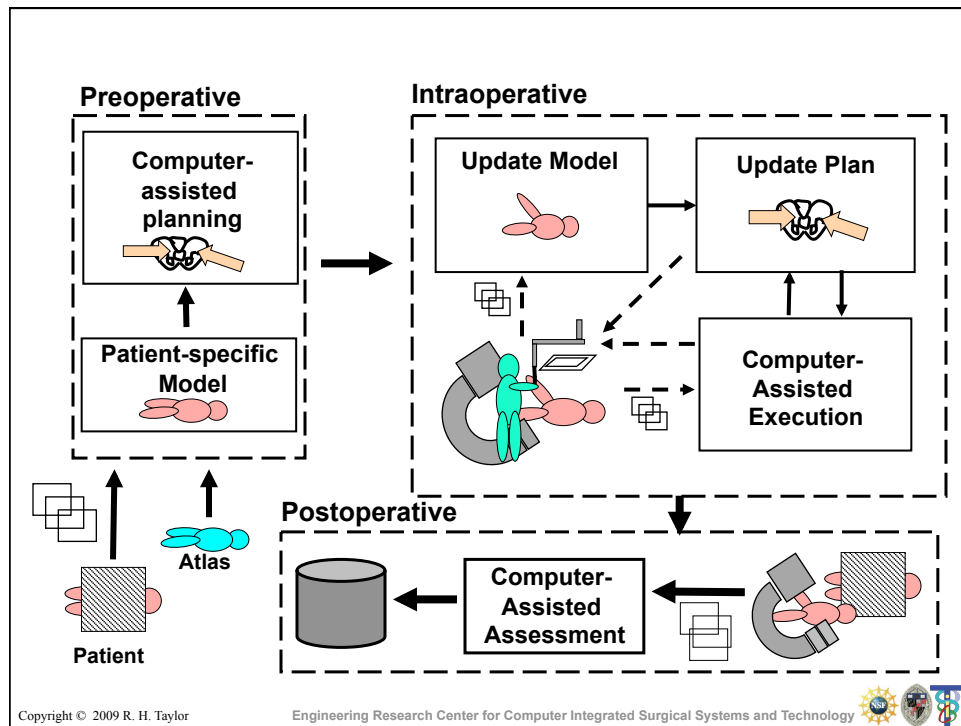 Preoperative
Computer-
assisted
planning
Patient-specific
Model
Patient
Atlas
Intraoperative
Update Model
Update Plan
Computer-
Assisted
Execution
Postoperative
Computer-
Assisted
Assessment
Copyright © 2009 R. H. Taylor
Engineering Research Center for Computer Integrated Surgical Systems and Technology
NSF